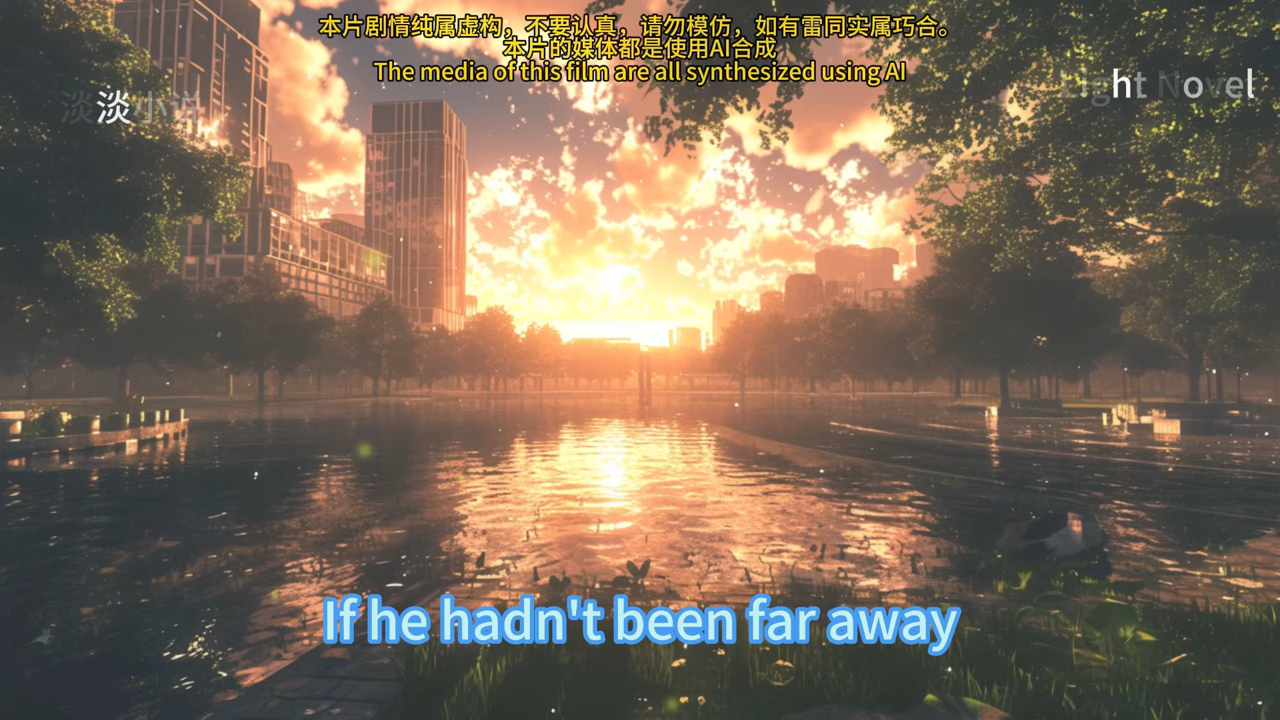 本片剧情纯属虚构，不要认真，请勿模仿，如有雷同实属巧合。
本片的媒体都是使用AI合成
The media of this film are all synthesized using AI
Light Novel
淡淡小说
If he hadn't been far away